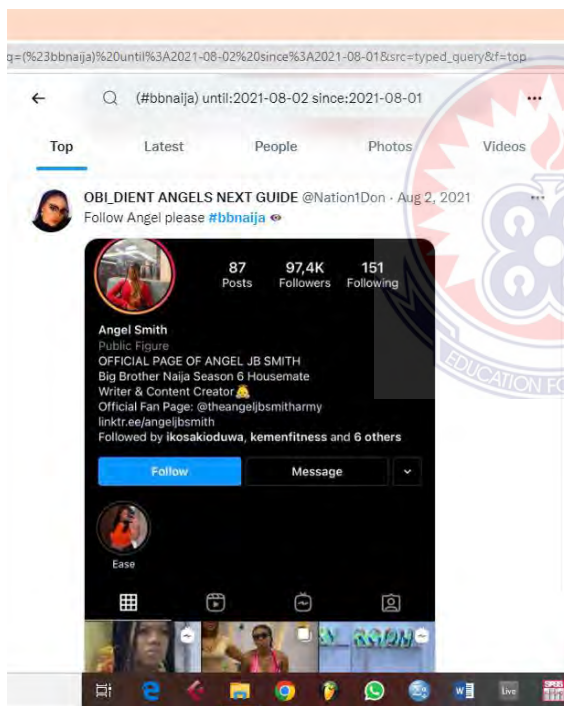 q=(%23bbnaija)%20until%3A2021-08-02%20since%3A2021-08-01&src=typed_query&f=top
(#bbnaija) until:2021-08-02 since:2021-08-01
Top Latest People Photos Videos
OBI_DIENT ANGELS NEXT GUIDE @Nation1Don · Aug 2, 2021
Follow Angel please #bbnaija
87 97,4K 151
Posts Followers Following
Angel Smith
Public Figure
OFFICIAL PAGE OF ANGEL JB SMITH
Big Brother Naija Season 6 Housemate
Writer & Content Creator
Official Fan Page: @theangeljbsmitharmy
linktr.ee/angeljbsmith
Followed by ikosakioduwa, kemenfitness and 6 others
Follow Message
Ease
EDUCATION FO
Live